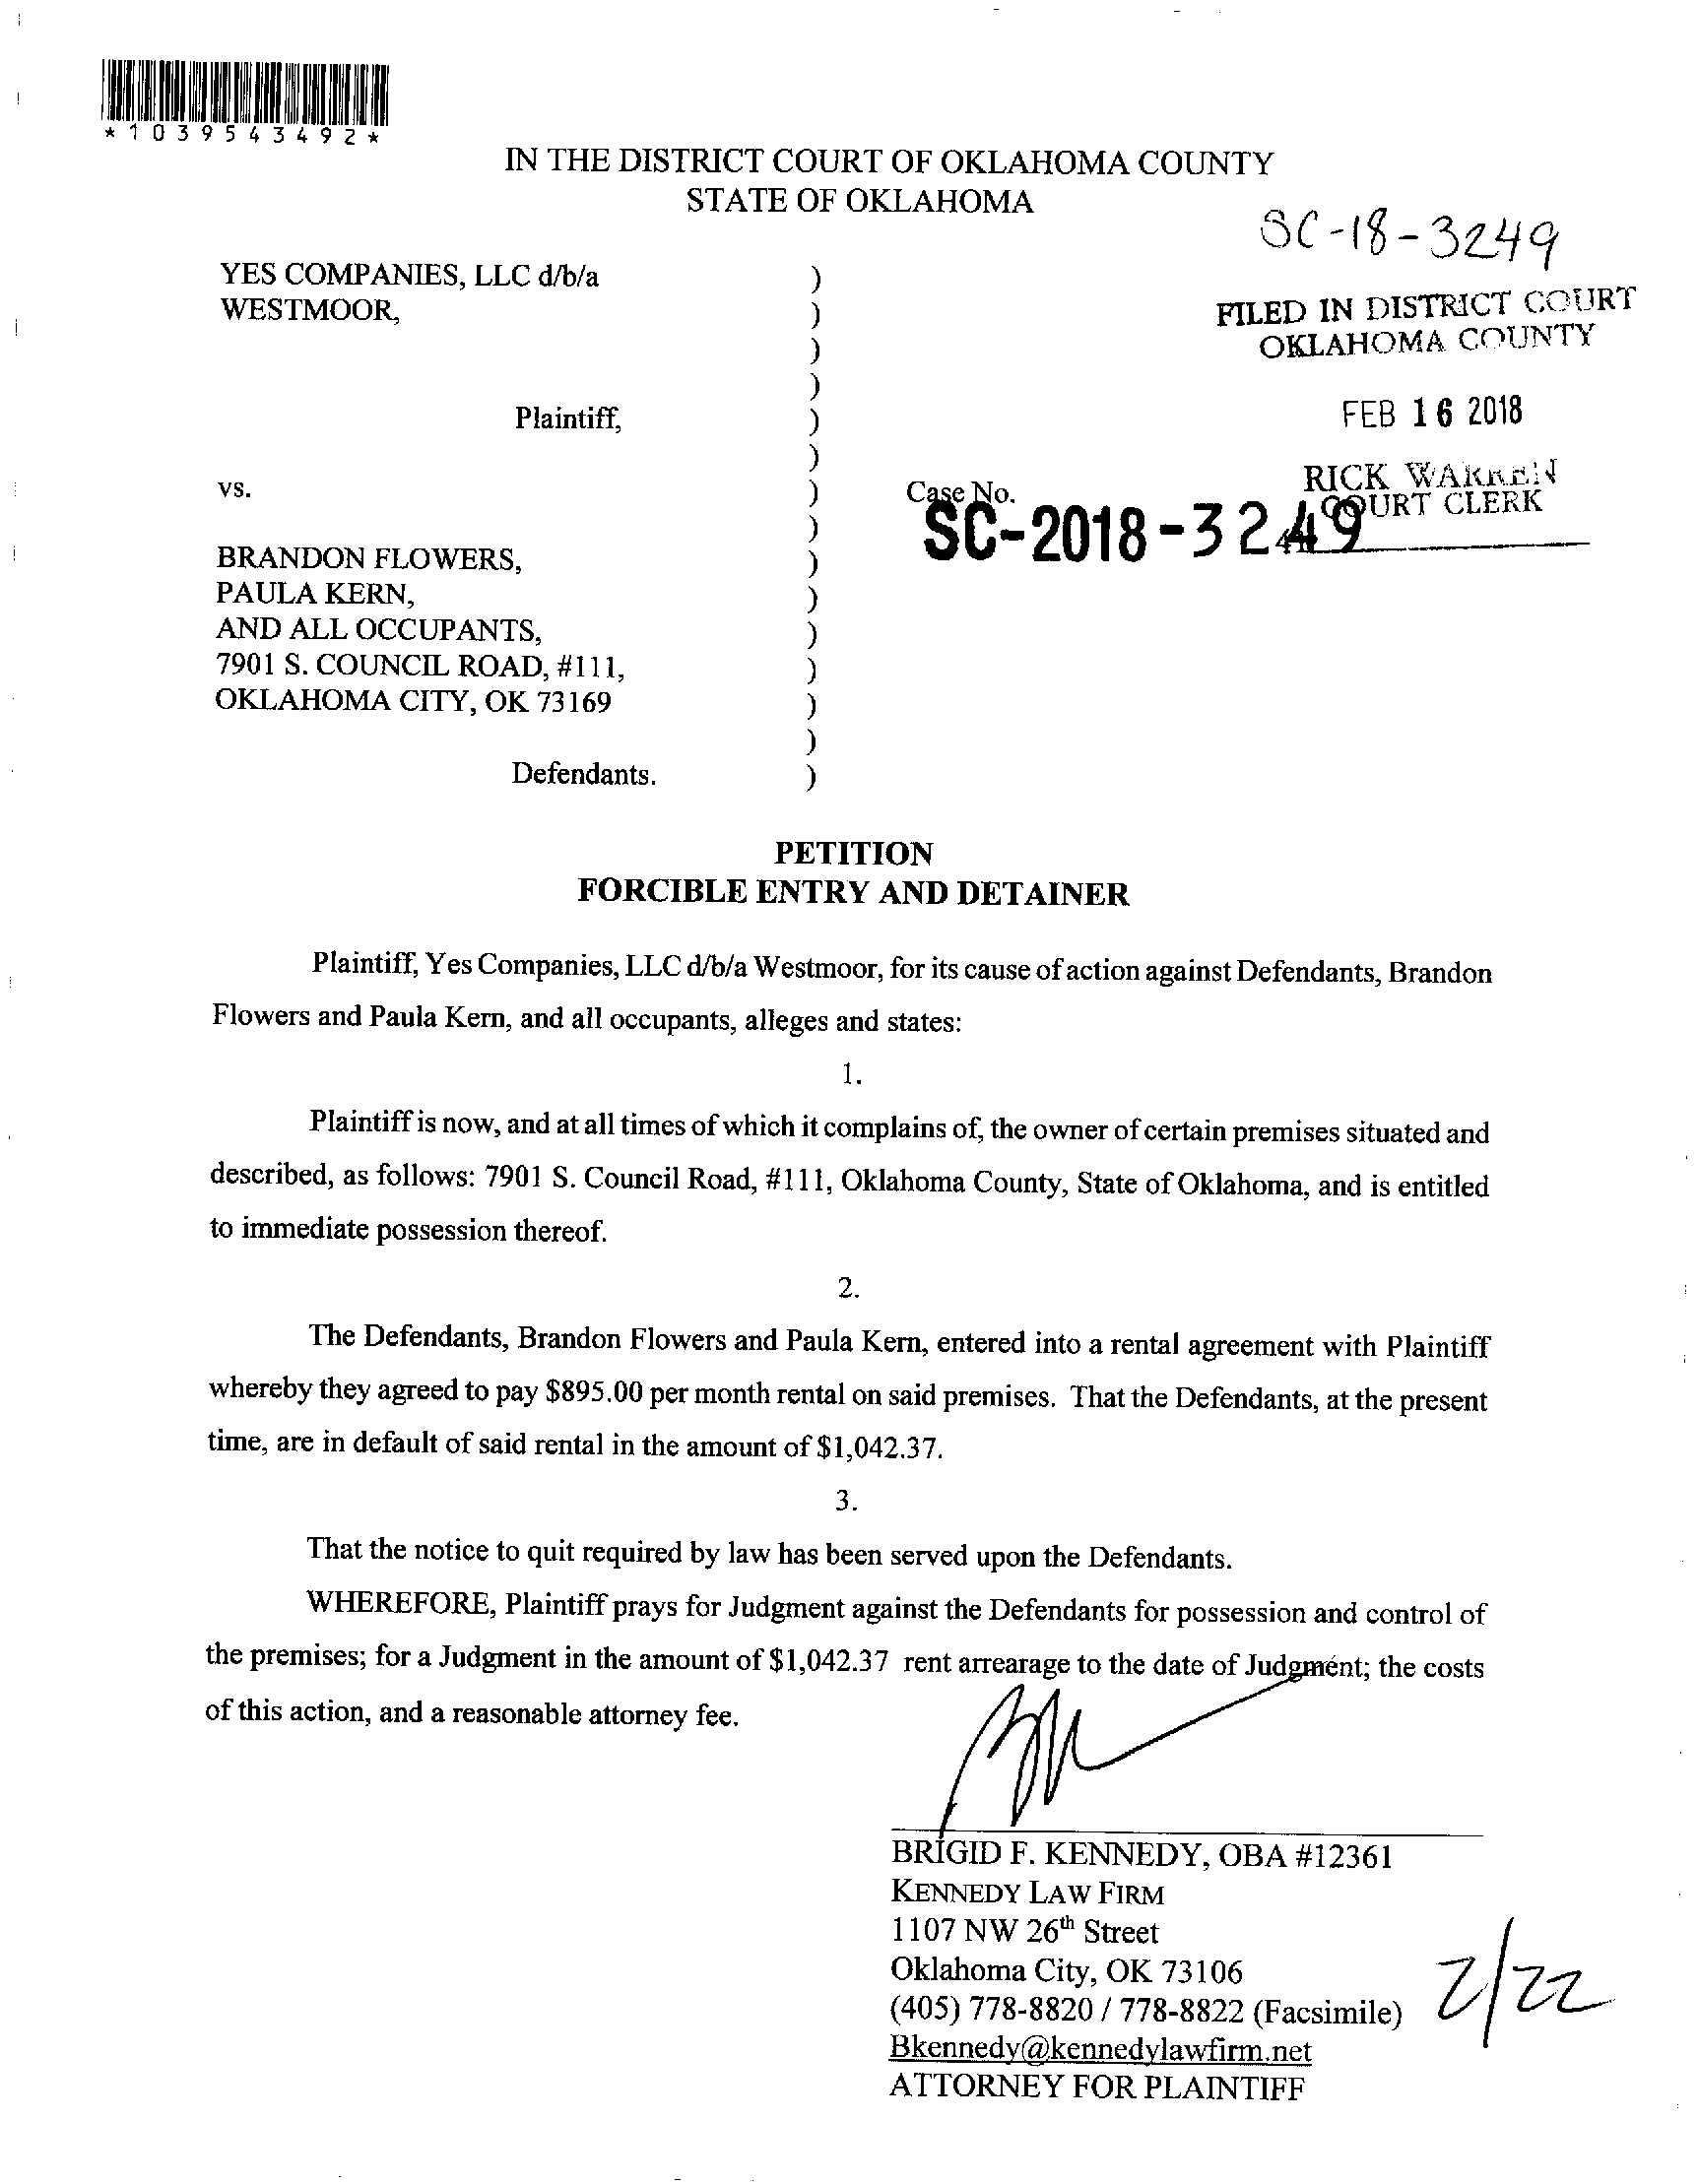 *1039543492*
IN THE DISTRICT COURT OF OKLAHOMA COUNTY
STATE OF OKLAHOMA
SC-18-3249
YES COMPANIES, LLC d/b/a )
WESTMOOR, )
)
)
FILED IN DISTRICT COURT
OKLAHOMA COUNTY
Plaintiff, )
FEB 16 2018
)
RICK WARREN
COURT CLERK
vs. )
Case No.
SC-2018-3249
)
BRANDON FLOWERS, )
PAULA KERN, )
AND ALL OCCUPANTS, )
7901 S. COUNCIL ROAD, #111, )
OKLAHOMA CITY, OK 73169 )
)
Defendants. )
PETITION
FORCIBLE ENTRY AND DETAINER
Plaintiff, Yes Companies, LLC d/b/a Westmoor, for its cause of action against Defendants, Brandon
Flowers and Paula Kern, and all occupants, alleges and states:
1.
Plaintiff is now, and at all times of which it complains of, the owner of certain premises situated and
described, as follows: 7901 S. Council Road, #111, Oklahoma County, State of Oklahoma, and is entitled
to immediate possession thereof.
2.
The Defendants, Brandon Flowers and Paula Kern, entered into a rental agreement with Plaintiff
whereby they agreed to pay $895.00 per month rental on said premises. That the Defendants, at the present
time, are in default of said rental in the amount of $1,042.37.
3.
That the notice to quit required by law has been served upon the Defendants.
WHEREFORE, Plaintiff prays for Judgment against the Defendants for possession and control of
the premises; for a Judgment in the amount of $1,042.37 rent arrearage to the date of Judgment; the costs
of this action, and a reasonable attorney fee.
BRIGID F. KENNEDY, OBA #12361
KENNEDY LAW FIRM
1107 NW 26th Street
Oklahoma City, OK 73106
(405) 778-8820 / 778-8822 (Facsimile)
Bkennedy@kennedylawfirm.net
ATTORNEY FOR PLAINTIFF
2/22